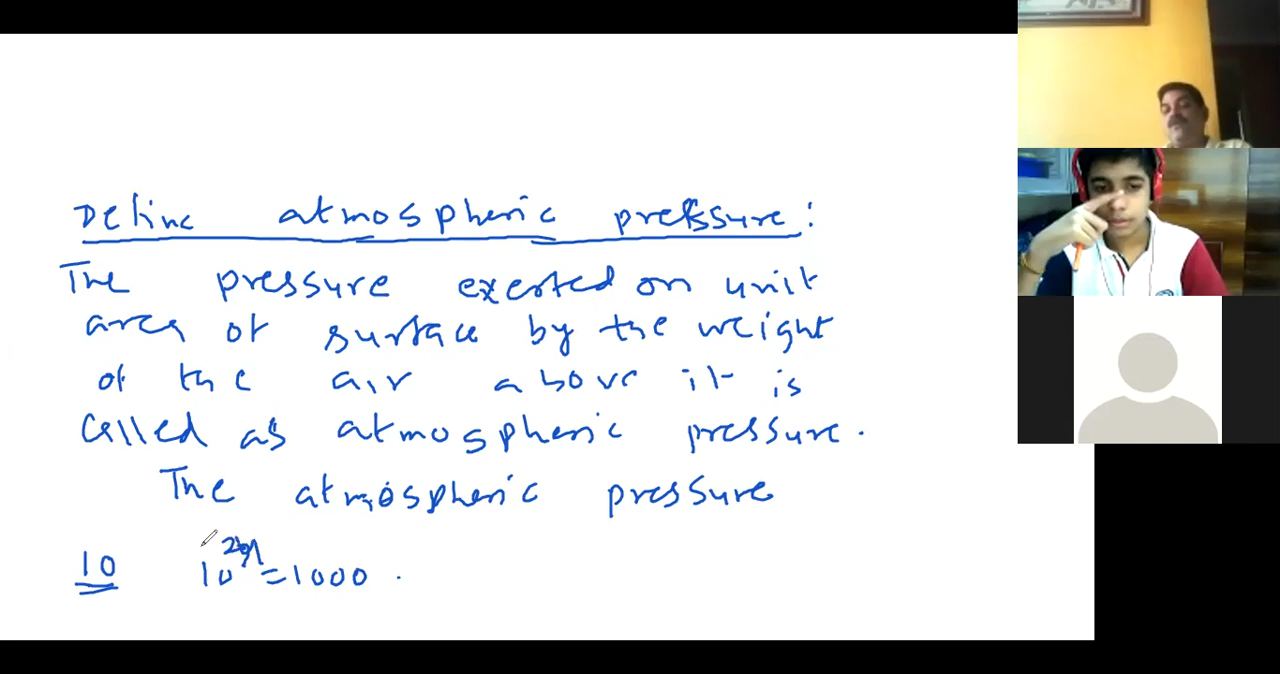 Define atmospheric pressure:
The pressure exerted on unit
area of surface by the weight
of the air above it is
called as atmospheric pressure.
The atmospheric pressure
10 10 =1000 .